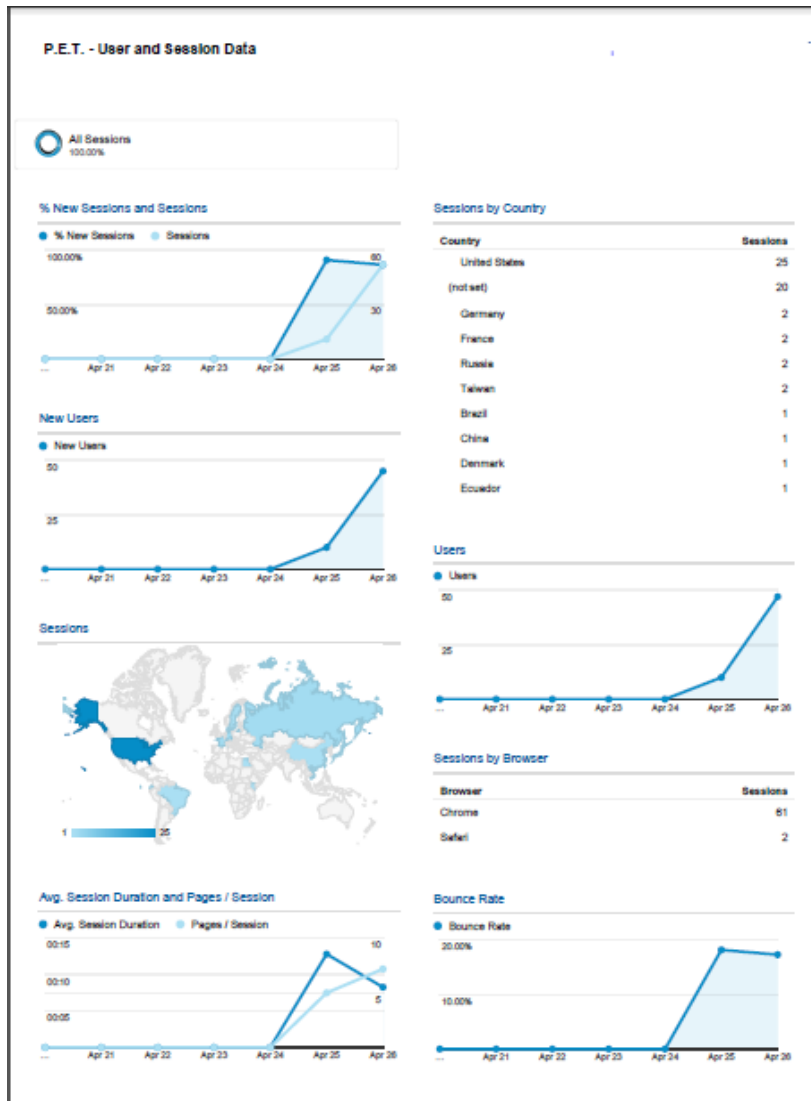 P.E.T. - User and Session Data
All Sessions
100.00%
% New Sessions and Sessions
% New Sessions Sessions
100.00% 60
50.00% 30
... Apr 21 Apr 22 Apr 23 Apr 24 Apr 25 Apr 26
New Users
New Users
50
25
... Apr 21 Apr 22 Apr 23 Apr 24 Apr 25 Apr 26
Sessions
1 25
Avg. Session Duration and Pages / Session
Avg. Session Duration Pages / Session
00:15 10
00:10
5
00:05
... Apr 21 Apr 22 Apr 23 Apr 24 Apr 25 Apr 26
Sessions by Country
Country Sessions
United States 25
(not set) 20
Germany 2
France 2
Russia 2
Taiwan 2
Brazil 1
China 1
Denmark 1
Ecuador 1
Users
Users
50
25
... Apr 21 Apr 22 Apr 23 Apr 24 Apr 25 Apr 26
Sessions by Browser
Browser Sessions
Chrome 61
Safari 2
Bounce Rate
Bounce Rate
20.00%
10.00%
... Apr 21 Apr 22 Apr 23 Apr 24 Apr 25 Apr 26